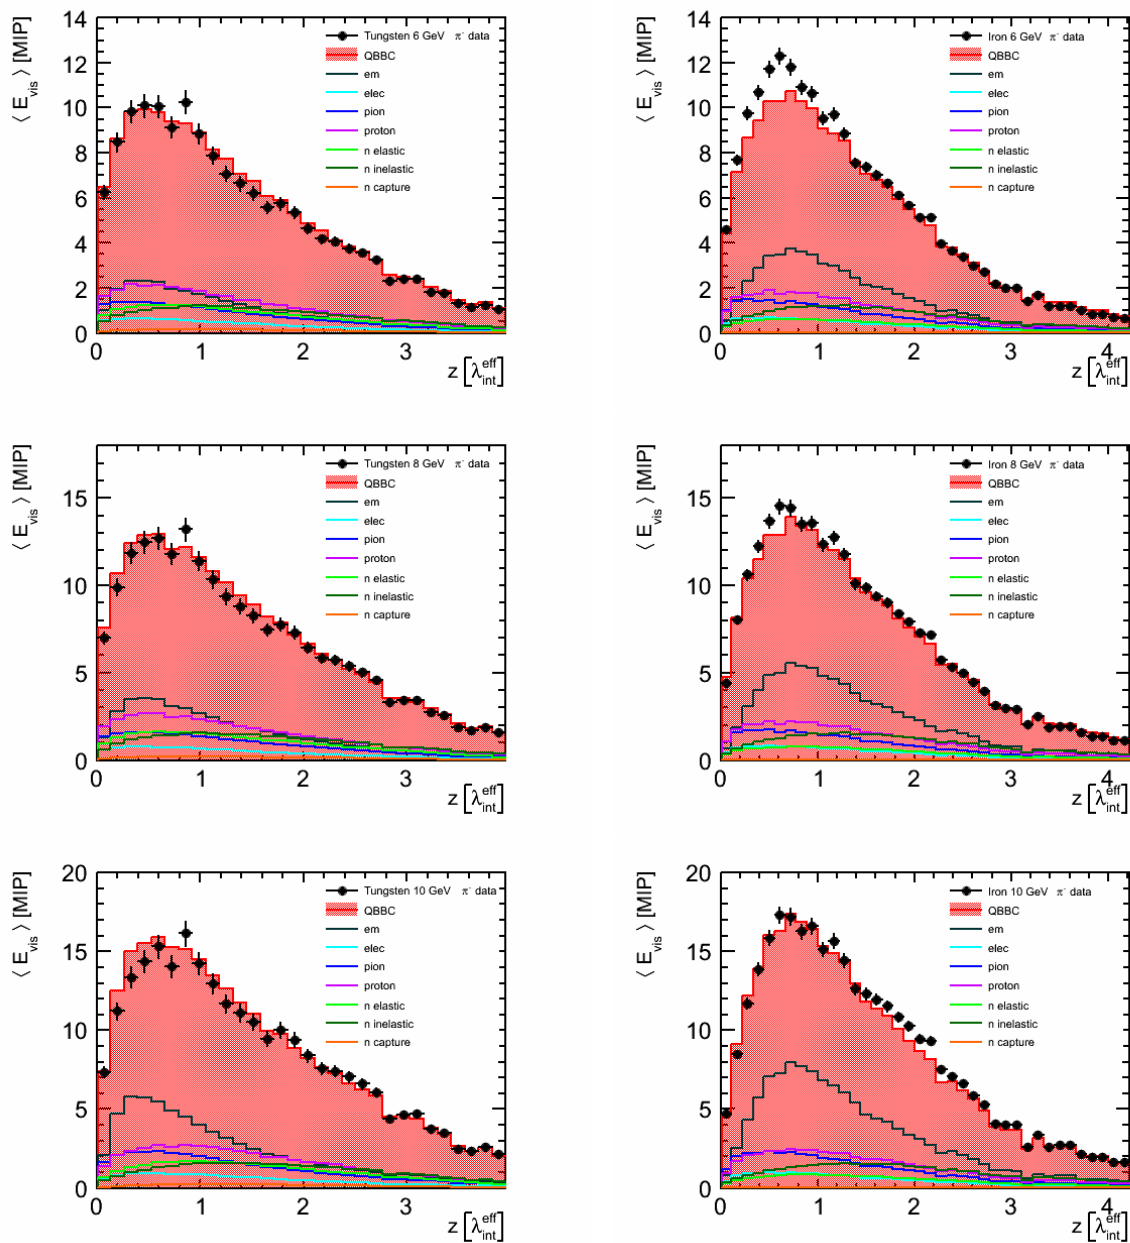 ⟨ E_vis ⟩ [MIP]
14
12
10
8
6
4
2
0
Tungsten 6 GeV π⁻ data
QBBC
em
elec
pion
proton
n elastic
n inelastic
n capture
0 1 2 3
z [λ_int^eff]
⟨ E_vis ⟩ [MIP]
14
12
10
8
6
4
2
0
Iron 6 GeV π⁻ data
QBBC
em
elec
pion
proton
n elastic
n inelastic
n capture
0 1 2 3 4
z [λ_int^eff]
⟨ E_vis ⟩ [MIP]
15
10
5
0
Tungsten 8 GeV π⁻ data
QBBC
em
elec
pion
proton
n elastic
n inelastic
n capture
0 1 2 3
z [λ_int^eff]
⟨ E_vis ⟩ [MIP]
15
10
5
0
Iron 8 GeV π⁻ data
QBBC
em
elec
pion
proton
n elastic
n inelastic
n capture
0 1 2 3 4
z [λ_int^eff]
⟨ E_vis ⟩ [MIP]
20
15
10
5
0
Tungsten 10 GeV π⁻ data
QBBC
em
elec
pion
proton
n elastic
n inelastic
n capture
0 1 2 3
z [λ_int^eff]
⟨ E_vis ⟩ [MIP]
20
15
10
5
0
Iron 10 GeV π⁻ data
QBBC
em
elec
pion
proton
n elastic
n inelastic
n capture
0 1 2 3 4
z [λ_int^eff]